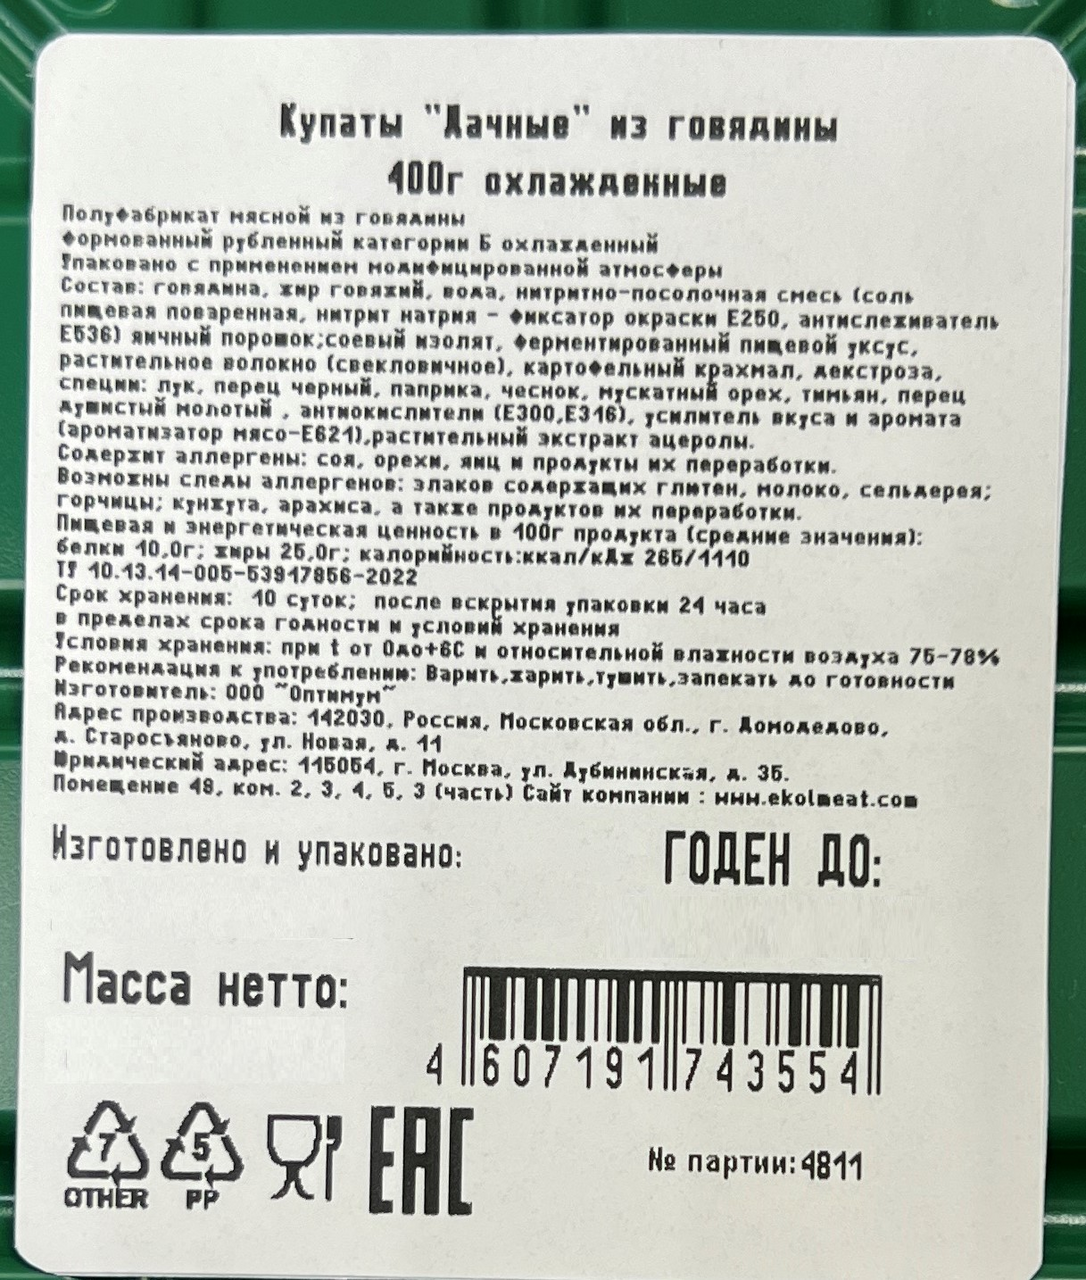 Купаты "Дачные" из говядины
400г охлажденные
Полуфабрикат мясной из говядины
формованный рубленный категории Б охлажденный
Упаковано с применением модифицированной атмосферы
Состав: говядина, жир говяжий, вода, нитритно-посолочная смесь (соль
пищевая поваренная, нитрит натрия - фиксатор окраски Е250, антислеживатель
Е536) яичный порошок;соевый изолят, ферментированный пищевой уксус,
растительное волокно (свекловичное), картофельный крахмал, декстроза,
специи: лук, перец черный, паприка, чеснок, мускатный орех, тимьян, перец
душистый молотый , антиокислители (Е300,Е316), усилитель вкуса и аромата
(ароматизатор мясо-Е621),растительный экстракт ацеролы.
Содержит аллергены: соя, орехи, яиц и продукты их переработки.
Возможны следы аллергенов: злаков содержащих глютен, молоко, сельдерея;
горчицы; кунжута, арахиса, а также продуктов их переработки.
Пищевая и энергетическая ценность в 100г продукта (средние значения):
белки 10,0г; жиры 25,0г; калорийность:ккал/кДж 265/1110
ТУ 10.13.14-005-53917856-2022
Срок хранения: 10 суток; после вскрытия упаковки 24 часа
в пределах срока годности и условий хранения
Условия хранения: при t от 0до+6С и относительной влажности воздуха 75-78%
Рекомендация к употреблению: Варить,жарить,тушить,запекать до готовности
Изготовитель: ООО ~Оптимум~
Адрес производства: 142030, Россия, Московская обл., г. Домодедово,
д. Старосьяново, ул. Новая, д. 11
Юридический адрес: 115054, г. Москва, ул. Дубининская, д. 35.
Помещение 48, ком. 2, 3, 4, 5, 3 (часть) Сайт компании : www.ekolmeat.com
Изготовлено и упаковано:
ГОДЕН ДО:
Масса нетто:
4 607191 743554
7 5
OTHER PP
EAC
№ партии:4811